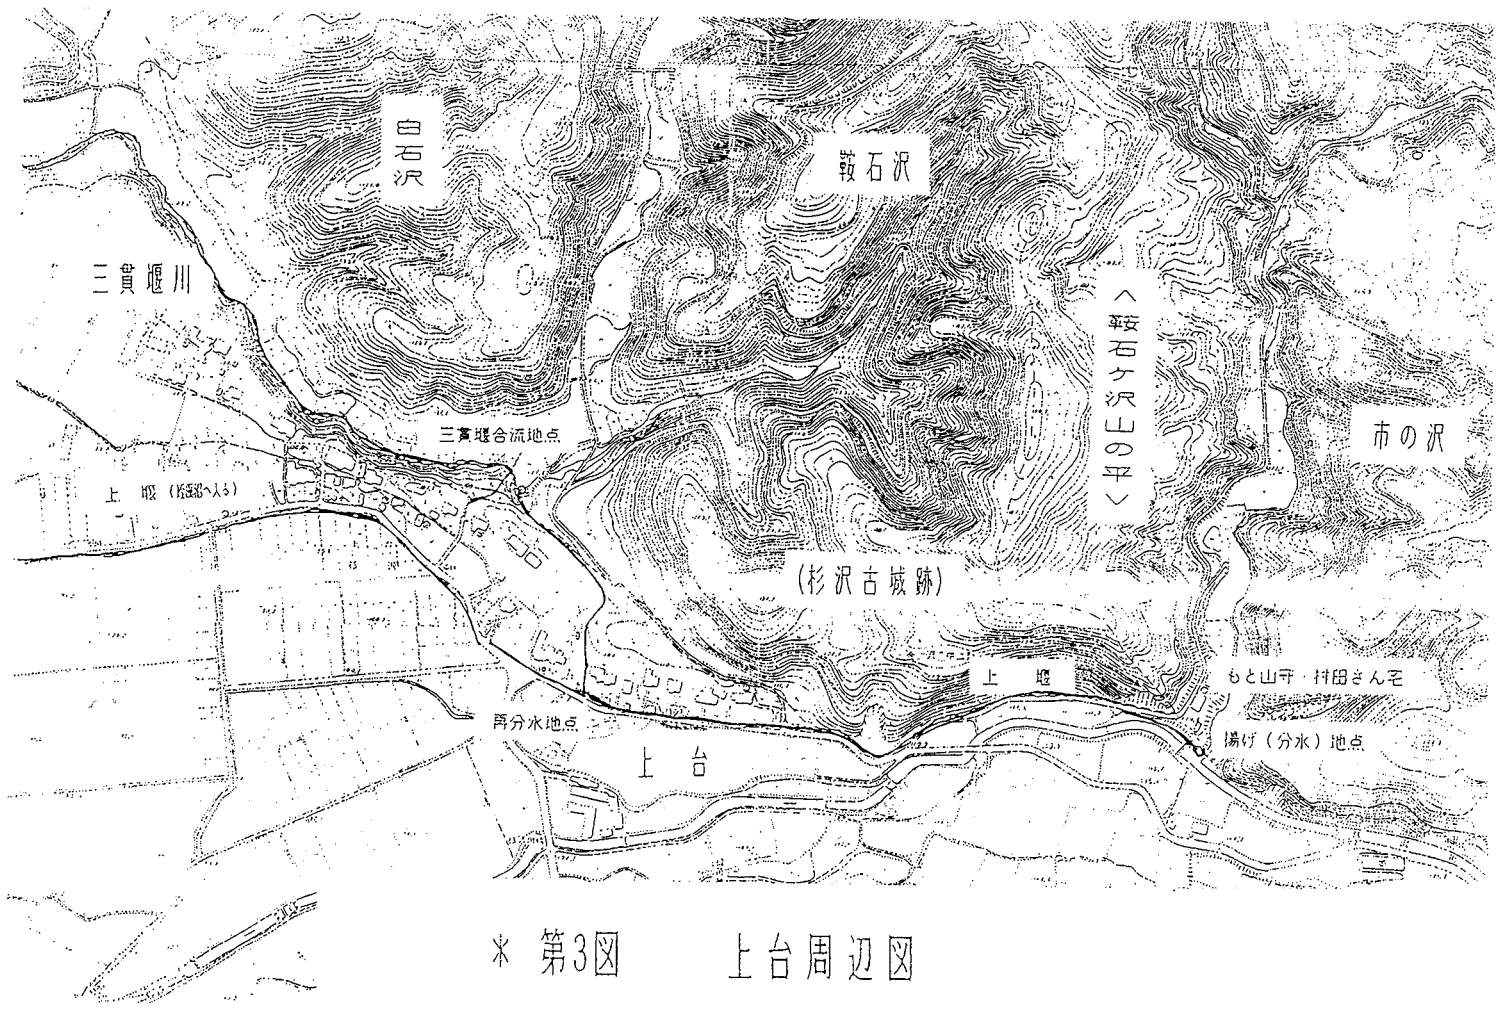 白石沢
鞍石沢
三貫堰川
<鞍石ケ沢山の平>
市の沢
三貫堰合流地点
上 堰
(杉沢古城跡)
上 堰
もと山守・村田さん宅
再分水地点
揚げ(分水)地点
上 台
* 第3図 上台周辺図